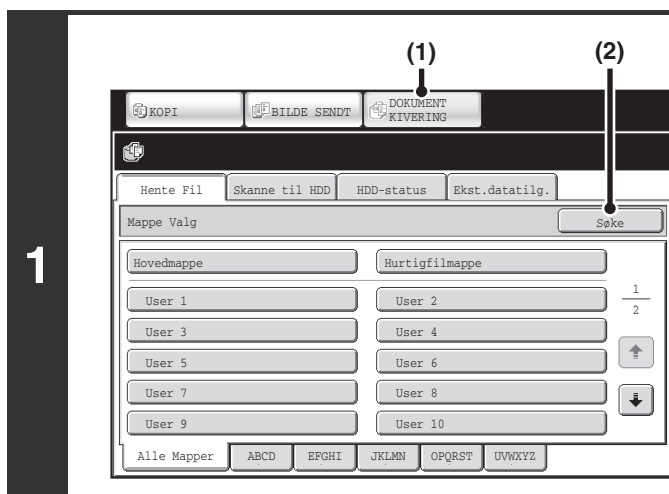 1
(1)
(2)
KOPI
BILDE SENDT
DOKUMENT
KIVERING
Hente Fil
Skanne til HDD
HDD-status
Ekst.datatilg.
Mappe Valg
Søke
Hovedmappe
Hurtigfilmappe
User 1
User 2
1
2
User 3
User 4
User 5
User 6
User 7
User 8
User 9
User 10
Alle Mapper
ABCD
EFGHI
JKLMN
OPQRST
UVWXYZ